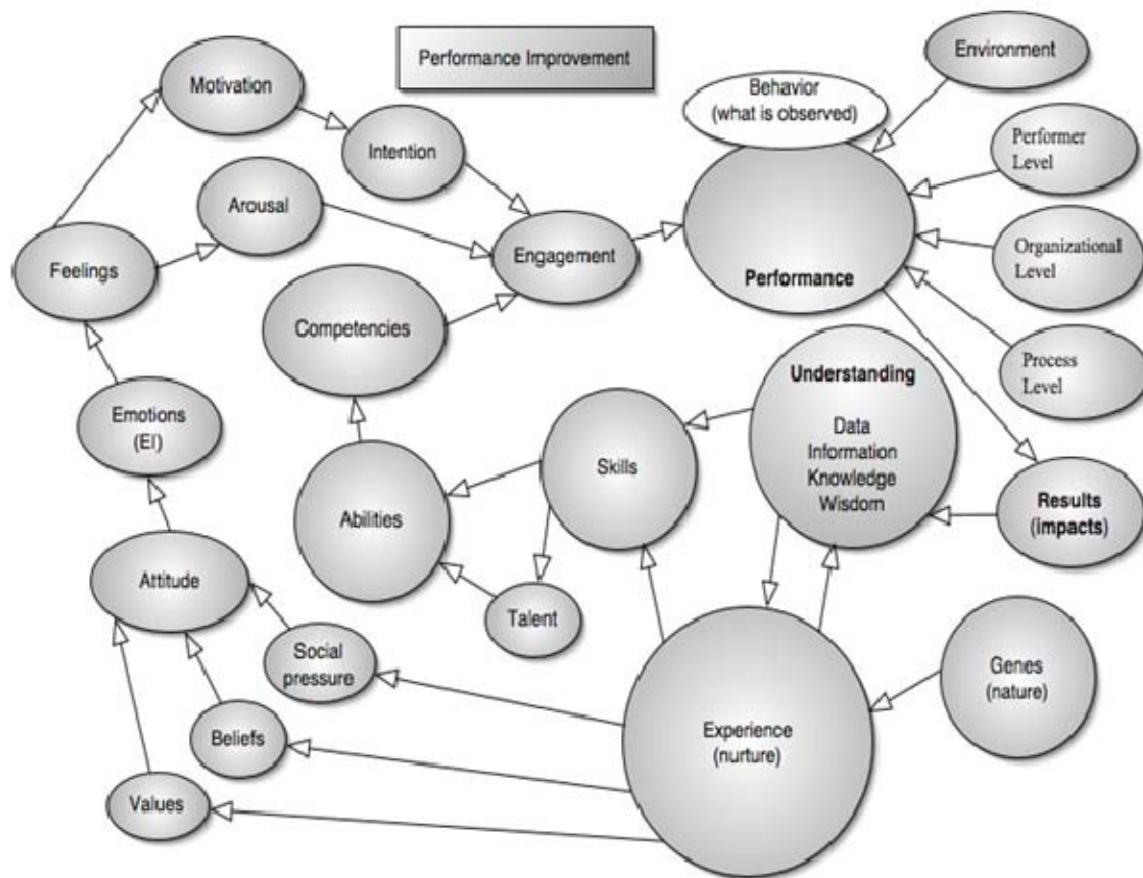 Performance Improvement
Environment
Motivation
Behavior
(what is observed)
Performer
Level
Intention
Arousal
Organizational
Level
Feelings
Engagement
Performance
Competencies
Process
Level
Understanding
Emotions
(EI)
Data
Information
Knowledge
Wisdom
Skills
Results
(impacts)
Abilities
Attitude
Talent
Social
pressure
Genes
(nature)
Experience
(nurture)
Beliefs
Values